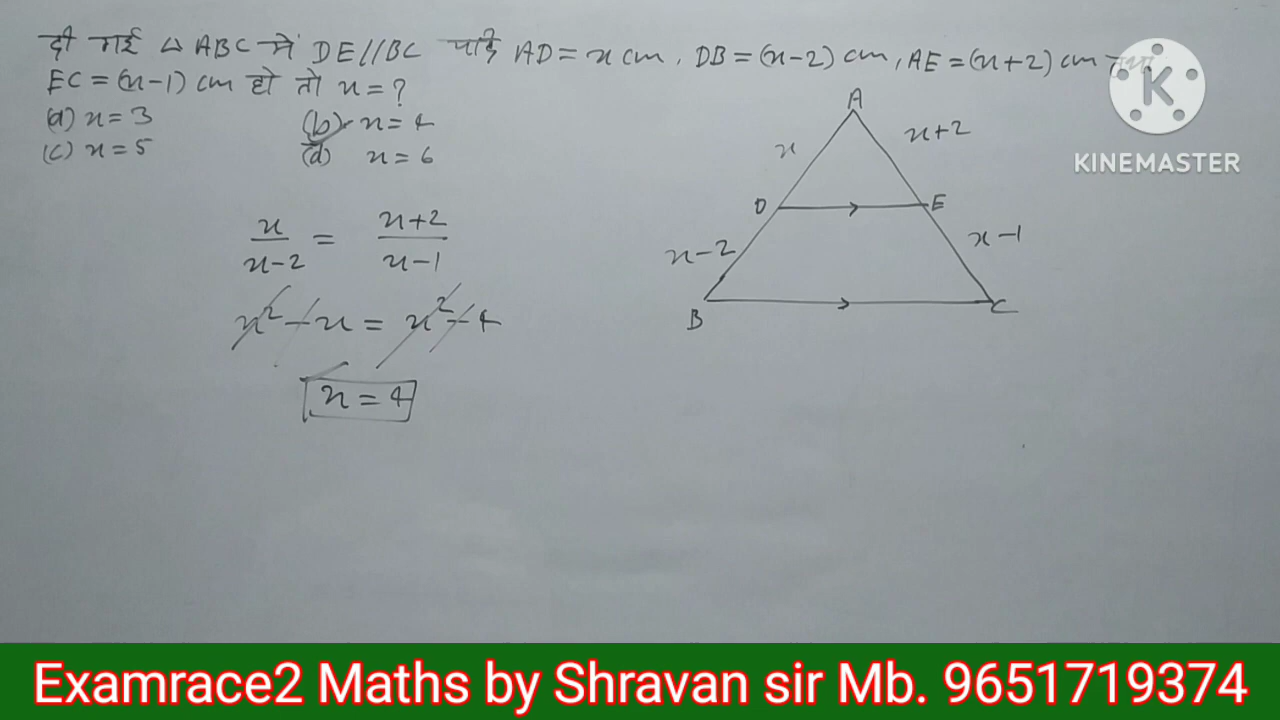 दी गई △ ABC में DE//BC यदि AD = x cm, DB = (x-2) cm, AE = (x+2) cm
EC = (x-1) cm हो तो x = ?
(a) x = 3 (b) x = 4
(c) x = 5 (d) x = 6
x/x-2 = x+2/x-1
x² - x = x² - 4
x = 4
A
x x+2
D E
x-2 x-1
B C
K
KINEMASTER
Examrace2 Maths by Shravan sir Mb. 9651719374